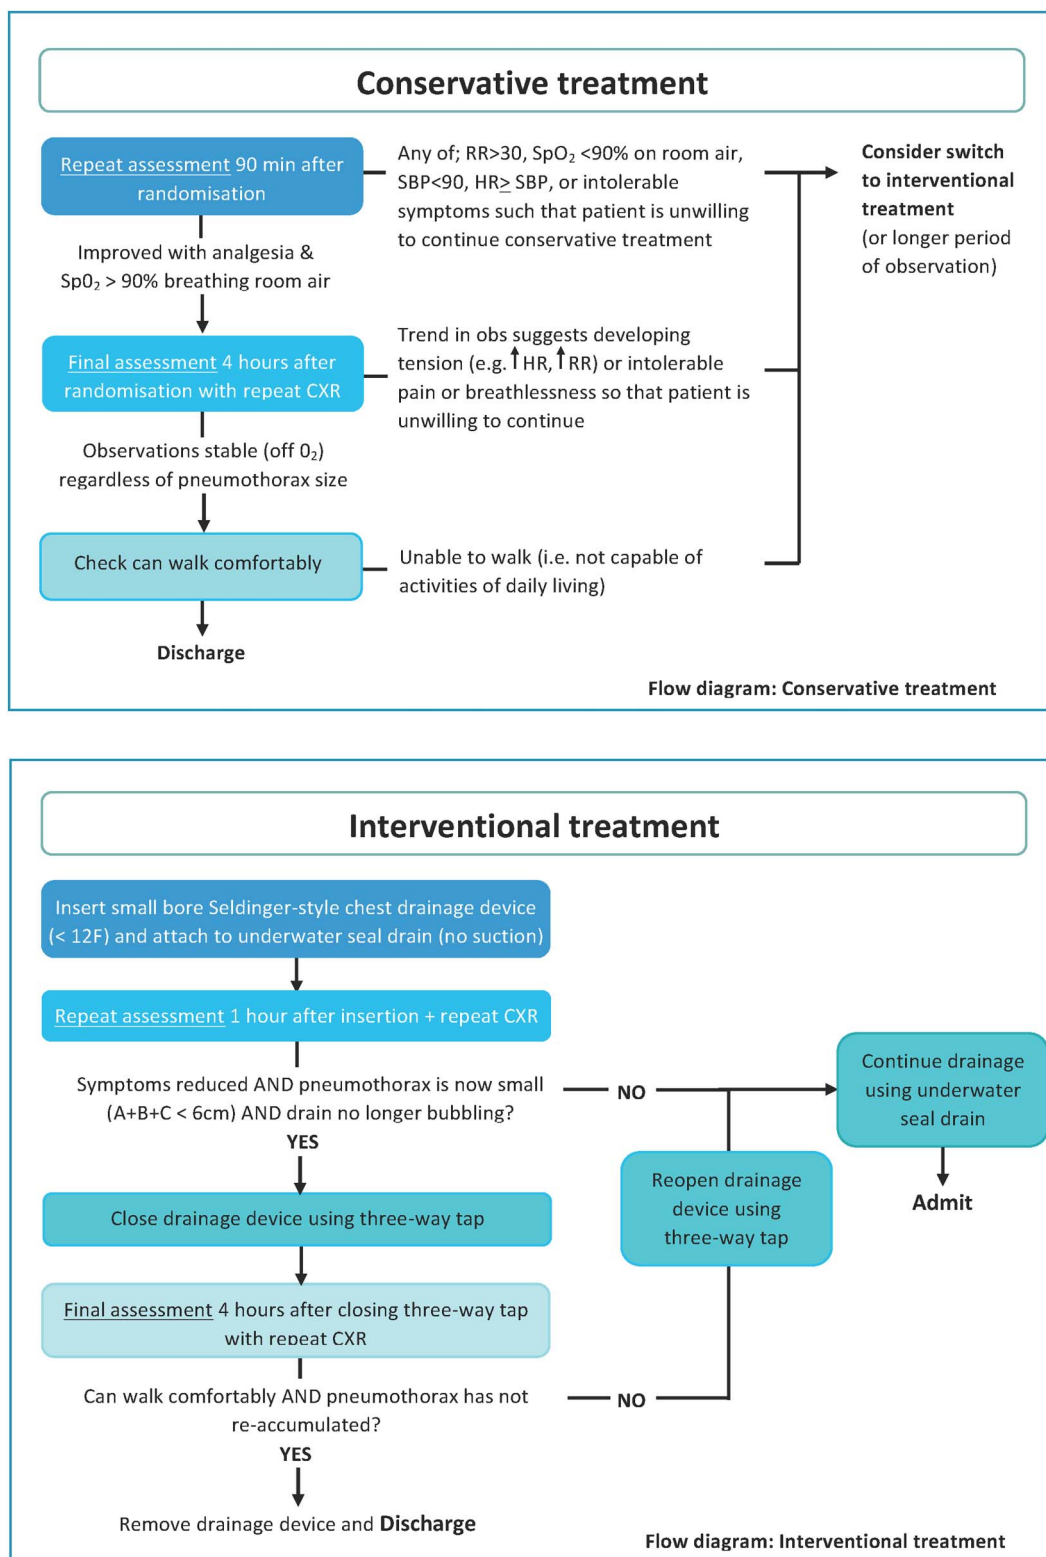 Conservative treatment
Repeat assessment 90 min after
randomisation
Any of; RR>30, SpO₂ <90% on room air,
SBP<90, HR≥ SBP, or intolerable
symptoms such that patient is unwilling
to continue conservative treatment
Consider switch
to interventional
treatment
(or longer period
of observation)
Improved with analgesia &
Sp0₂ > 90% breathing room air
Final assessment 4 hours after
randomisation with repeat CXR
Trend in obs suggests developing
tension (e.g.↑HR,↑RR) or intolerable
pain or breathlessness so that patient is
unwilling to continue
Observations stable (off 0₂)
regardless of pneumothorax size
Check can walk comfortably
Unable to walk (i.e. not capable of
activities of daily living)
Discharge
Flow diagram: Conservative treatment
Interventional treatment
Insert small bore Seldinger-style chest drainage device
(< 12F) and attach to underwater seal drain (no suction)
Repeat assessment 1 hour after insertion + repeat CXR
Symptoms reduced AND pneumothorax is now small
(A+B+C < 6cm) AND drain no longer bubbling?
NO
Continue drainage
using underwater
seal drain
YES
Reopen drainage
device using
three-way tap
Admit
Close drainage device using three-way tap
Final assessment 4 hours after closing three-way tap
with repeat CXR
Can walk comfortably AND pneumothorax has not
re-accumulated?
NO
YES
Remove drainage device and Discharge
Flow diagram: Interventional treatment